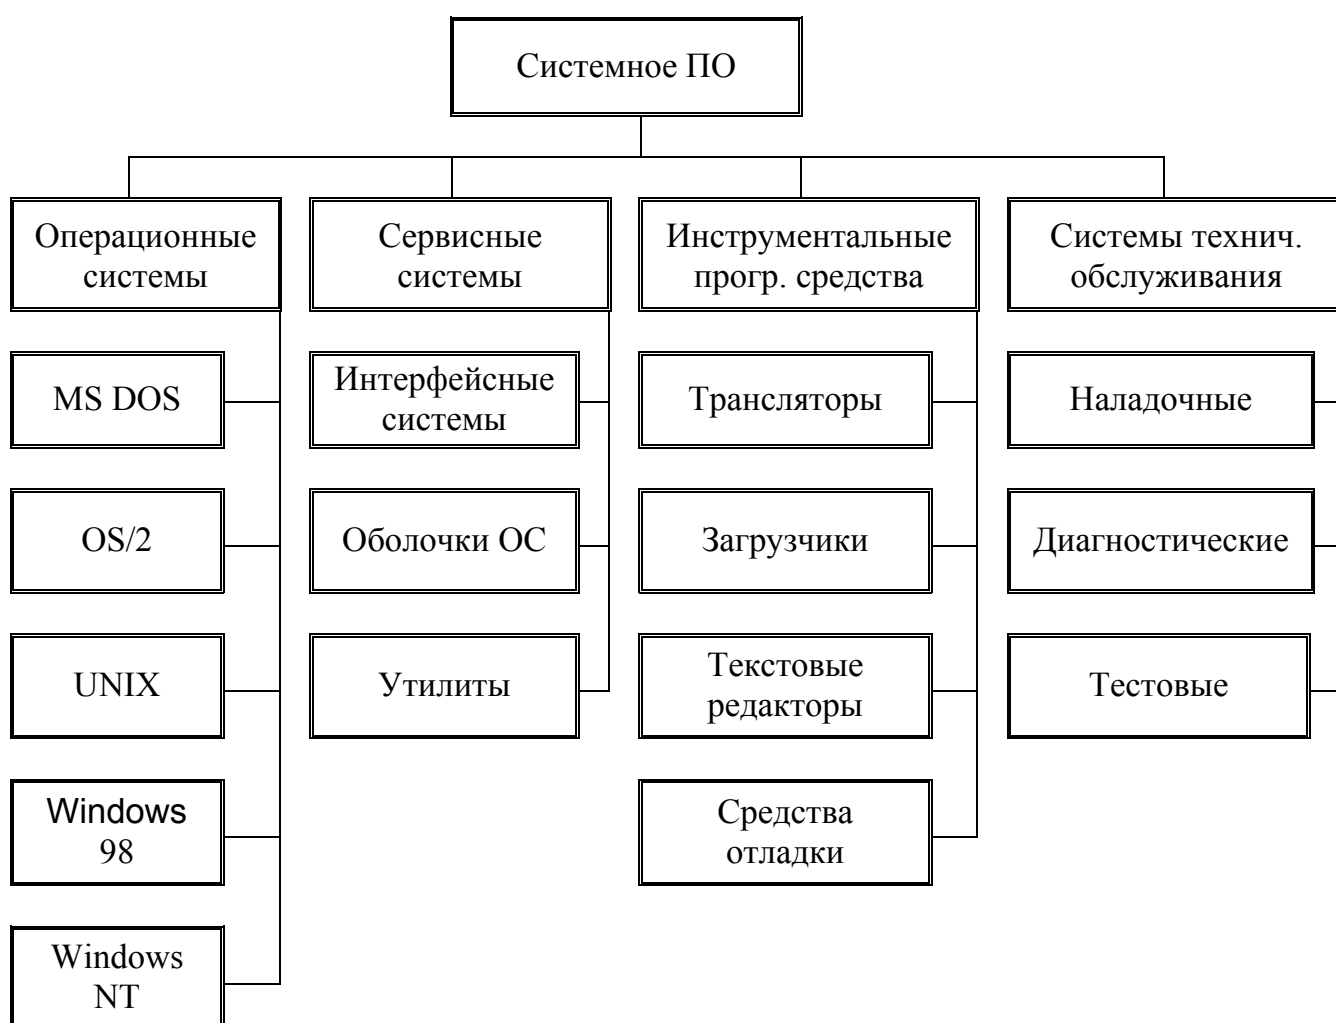 Системное ПО
Операционные
системы
Сервисные
системы
Инструментальные
прогр. средства
Системы технич.
обслуживания
MS DOS
Интерфейсные
системы
Трансляторы
Наладочные
OS/2
Оболочки ОС
Загрузчики
Диагностические
UNIX
Утилиты
Текстовые
редакторы
Тестовые
Windows
98
Средства
отладки
Windows
NT